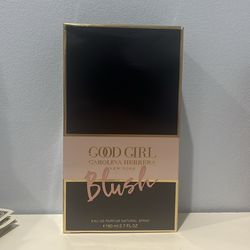 GOOD GIRL
CAROLINA HERRERA
NEW YORK
Blush
EAU DE PARFUM NATURAL SPRAY
℮ 80 ml 2.7 FL.OZ